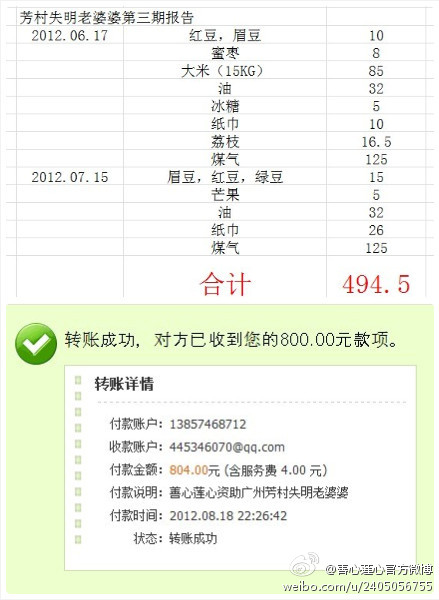 芳村失明老婆婆第三期报告
2012.06.17 红豆，眉豆 10
蜜枣 8
大米（15KG） 85
油 32
冰糖 5
纸巾 10
荔枝 16.5
煤气 125
2012.07.15 眉豆，红豆，绿豆 15
芒果 5
油 32
纸巾 26
煤气 125
合计 494.5
转账成功，对方已收到您的800.00元款项。
转账详情
付款账户：13857468712
收款账户：445346070@qq.com
付款金额：804.00元 (含服务费 4.00 元)
付款说明：善心莲心资助广州芳村失明老婆婆
付款时间：2012.08.18 22:26:42
状态：转账成功
@善心莲心官方微博
weibo.com/u/2405056755